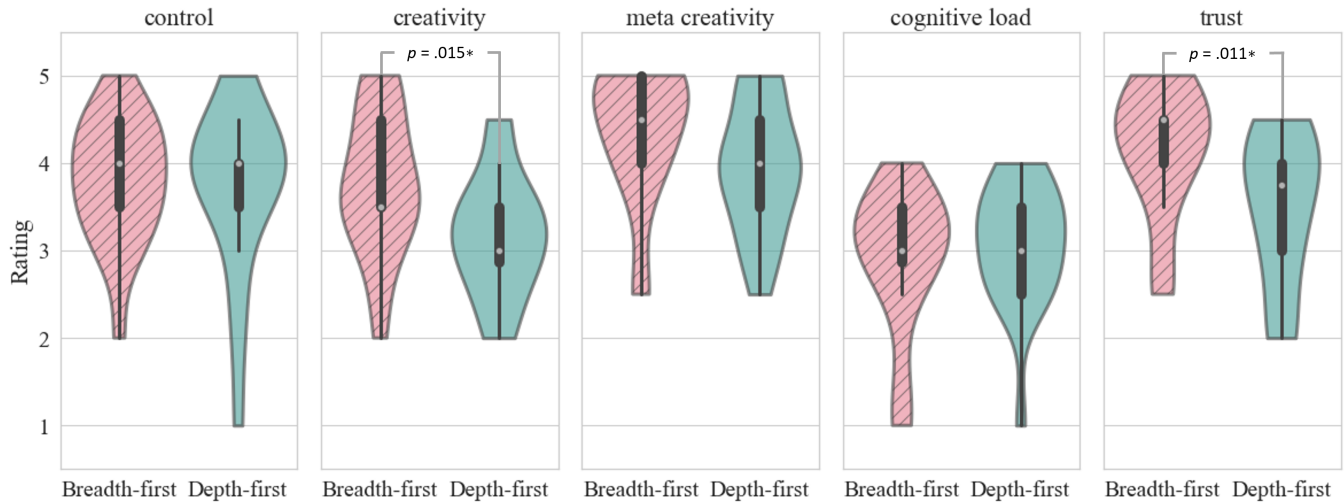 control creativity meta creativity cognitive load trust
p = .015* p = .011*
5
4
3
2
1
Rating
Breadth-first Depth-first Breadth-first Depth-first Breadth-first Depth-first Breadth-first Depth-first Breadth-first Depth-first